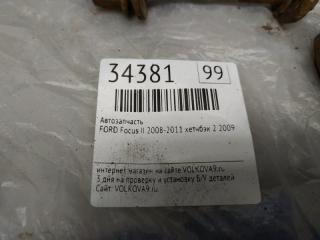 34381 99
Автозапчасть
FORD Focus II 2008-2011 хетчбэк 2 2009
интернет магазин на сайте VOLKOVA9.ru
3 дня на проверку и установку Б/У деталей
Сайт: VOLKOVA9.ru